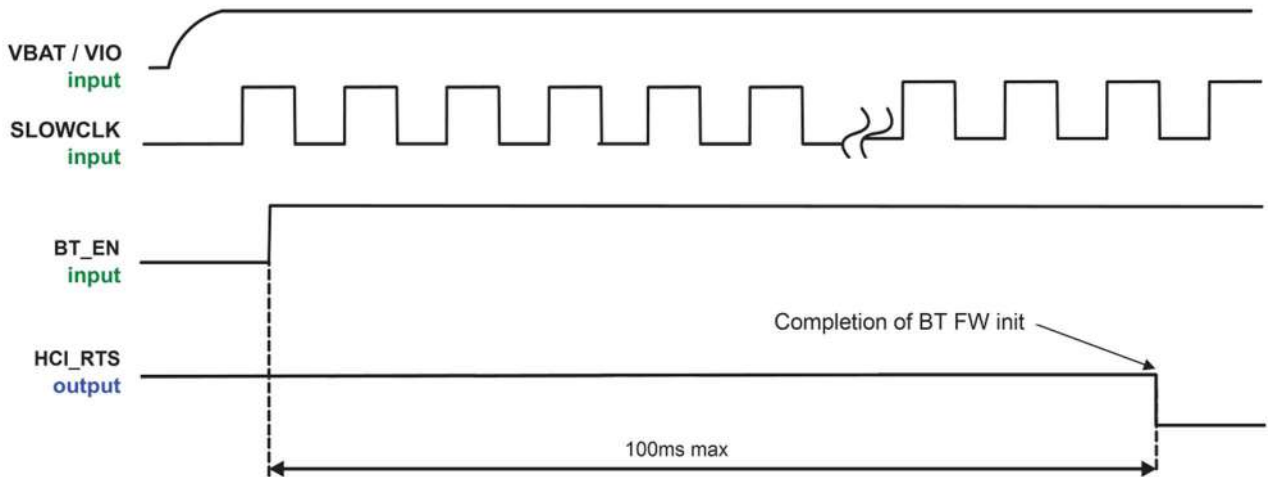 VBAT / VIO
input
SLOWCLK
input
BT_EN
input
Completion of BT FW init
HCI_RTS
output
100ms max